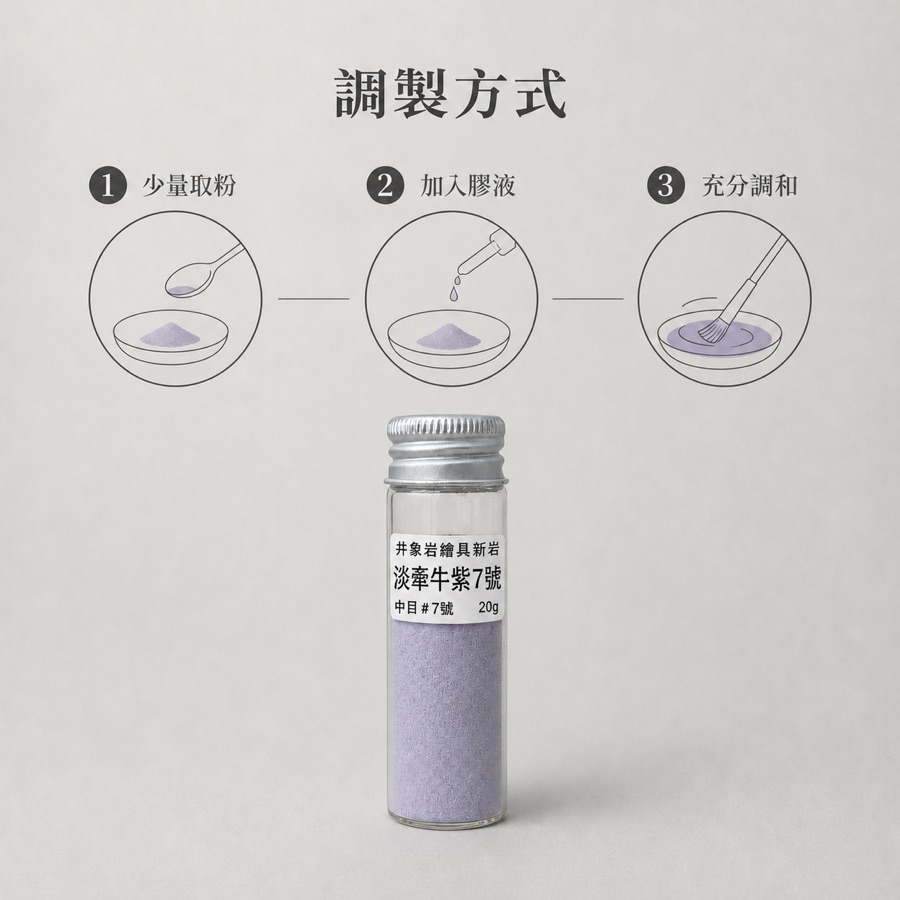 調製方式
1 少量取粉
2 加入膠液
3 充分調和
井象岩繪具新岩
淡牽牛紫7號
中目#7號 20g